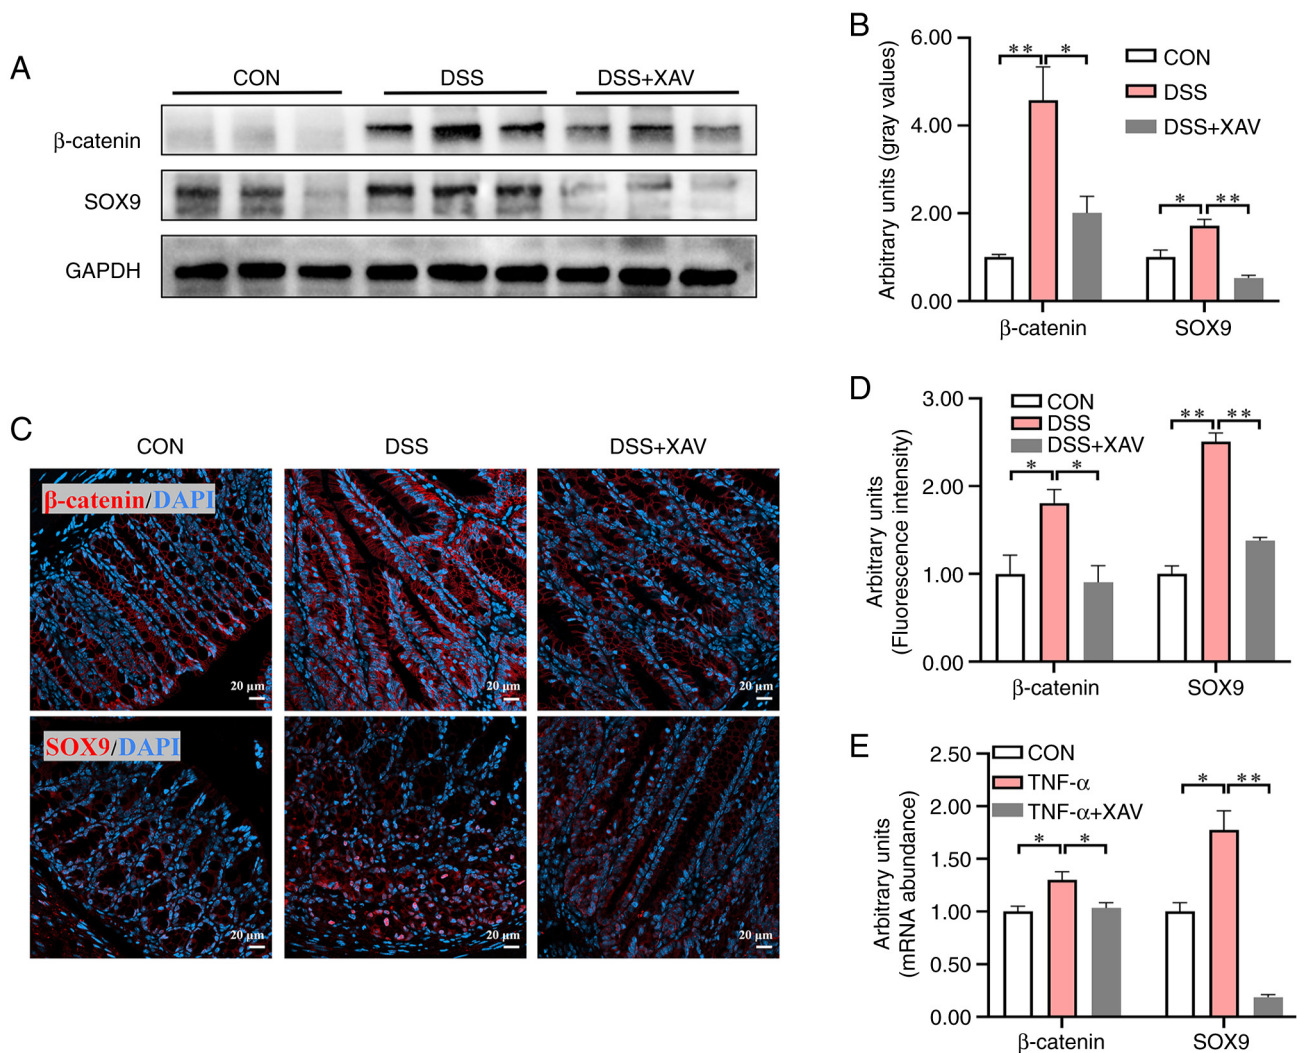 A
CON DSS DSS+XAV
β-catenin
SOX9
GAPDH
B
Arbitrary units (gray values)
6.00
4.00
2.00
0.00
** *
* **
CON
DSS
DSS+XAV
β-catenin SOX9
C
CON DSS DSS+XAV
β-catenin/DAPI
20 μm 20 μm 20 μm
SOX9/DAPI
20 μm 20 μm 20 μm
D
Arbitrary units
(Fluorescence intensity)
3.00
2.00
1.00
0.00
CON
DSS
DSS+XAV
* *
** **
β-catenin SOX9
E
Arbitrary units
(mRNA abundance)
2.50
2.00
1.50
1.00
0.50
0.00
CON
TNF-α
TNF-α+XAV
* *
* **
β-catenin SOX9